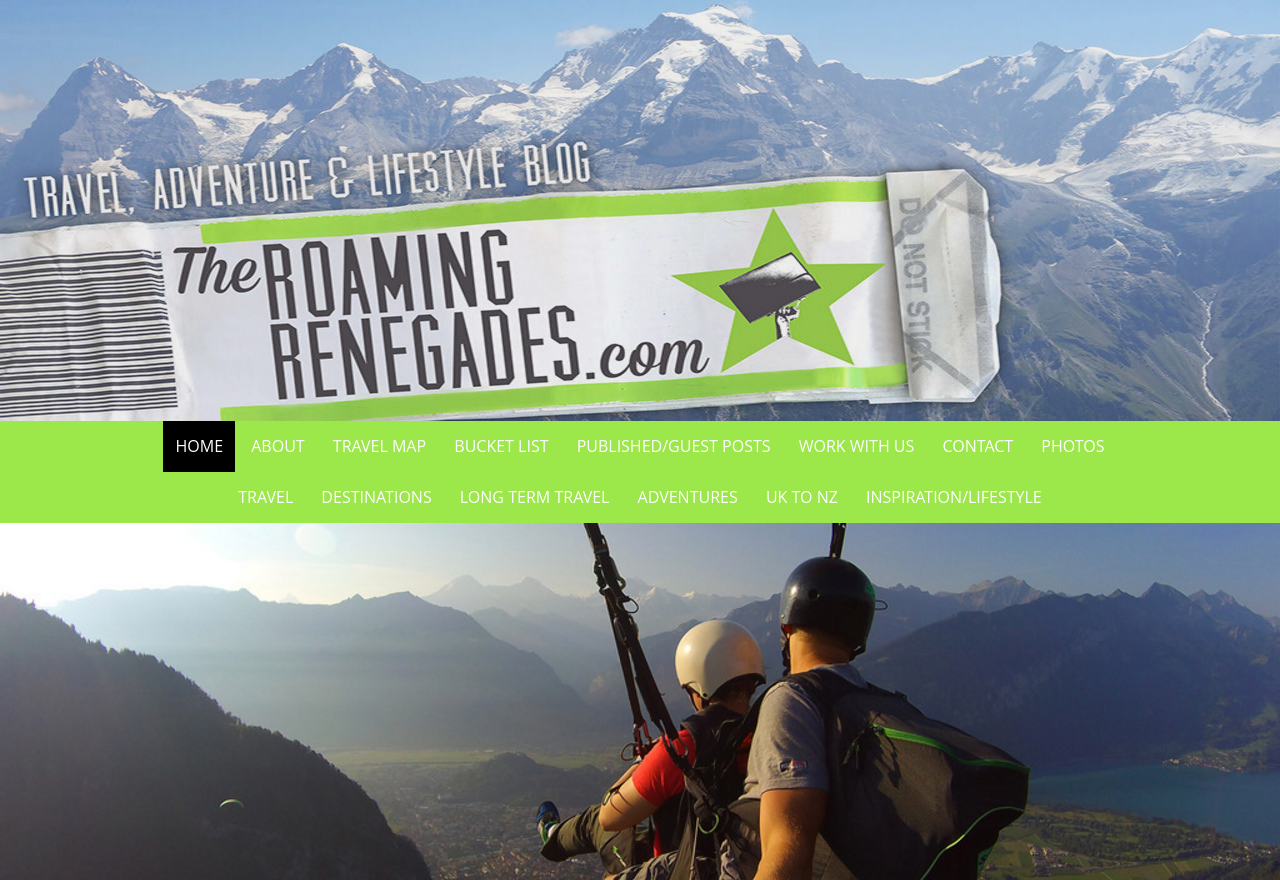 TRAVEL, ADVENTURE & LIFESTYLE BLOG
The ROAMING
RENEGADES.com
DO NOT STICK
HOME ABOUT TRAVEL MAP BUCKET LIST PUBLISHED/GUEST POSTS WORK WITH US CONTACT PHOTOS
TRAVEL DESTINATIONS LONG TERM TRAVEL ADVENTURES UK TO NZ INSPIRATION/LIFESTYLE